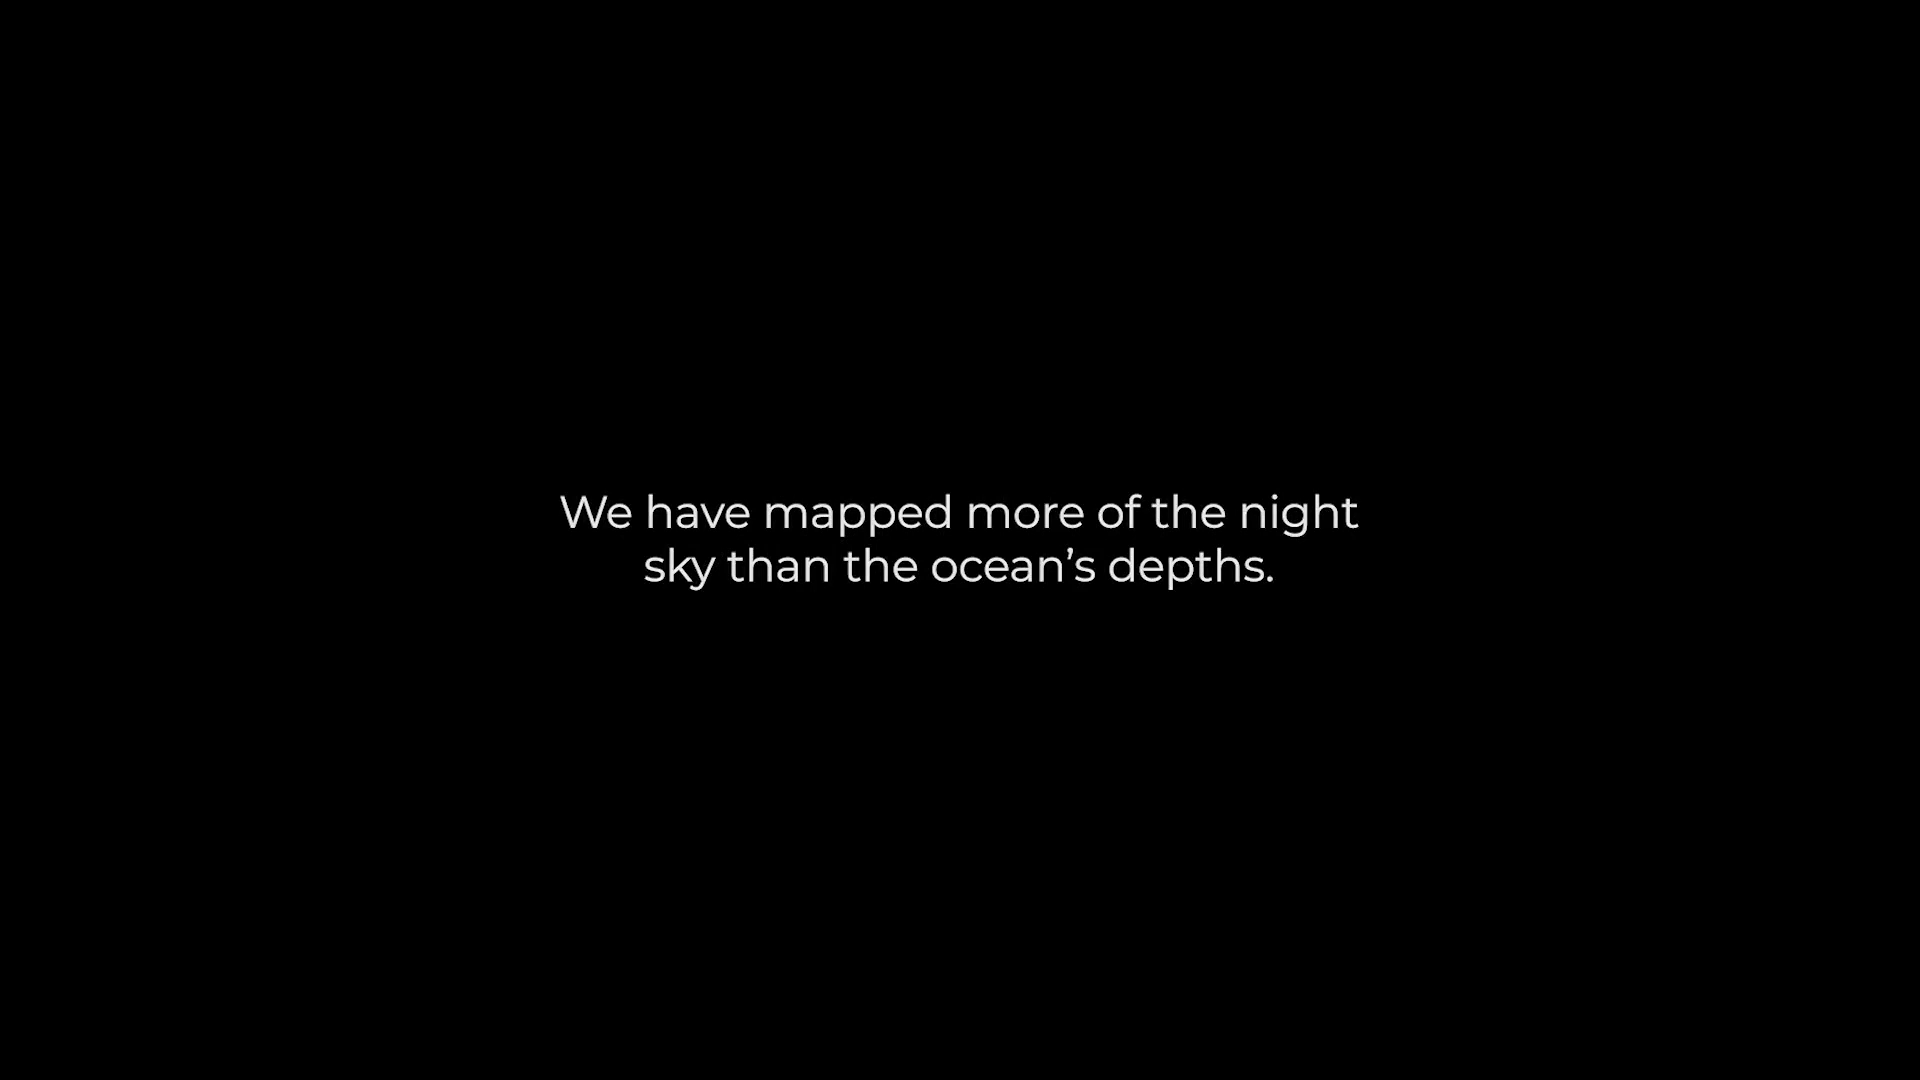 We have mapped more of the night
sky than the ocean’s depths.